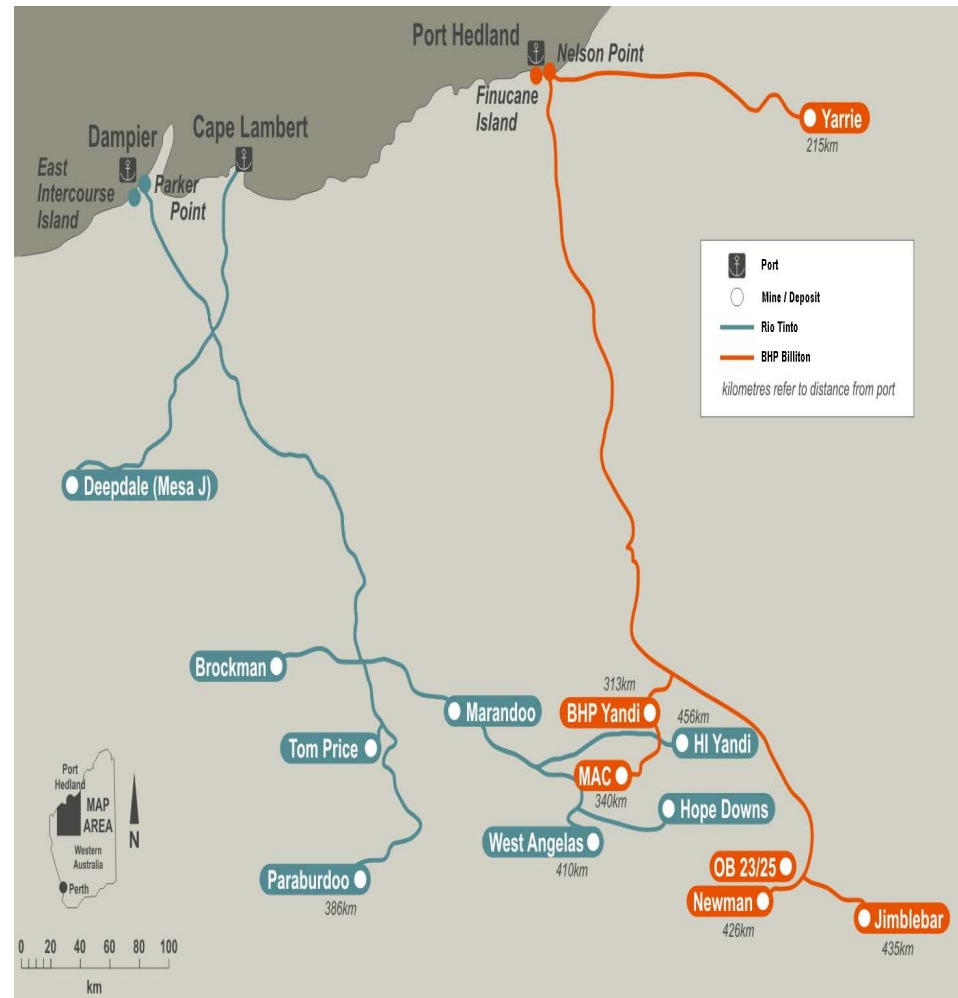 Port Hedland
Nelson Point
Finucane
Island
Yarrie
215km
Dampier
Cape Lambert
East
Intercourse
Island
Parker
Point
Port
Mine / Deposit
Rio Tinto
BHP Billiton
kilometres refer to distance from port
Deepdale (Mesa J)
Brockman
Marandoo
313km
BHP Yandi
456km
HI Yandi
Tom Price
MAC
340km
Hope Downs
West Angelas
410km
OB 23/25
Paraburdoo
386km
Newman
426km
Jimblebar
435km
Port
Hedland
MAP
AREA
Western
Australia
Perth
N
0 20 40 60 80 100
km